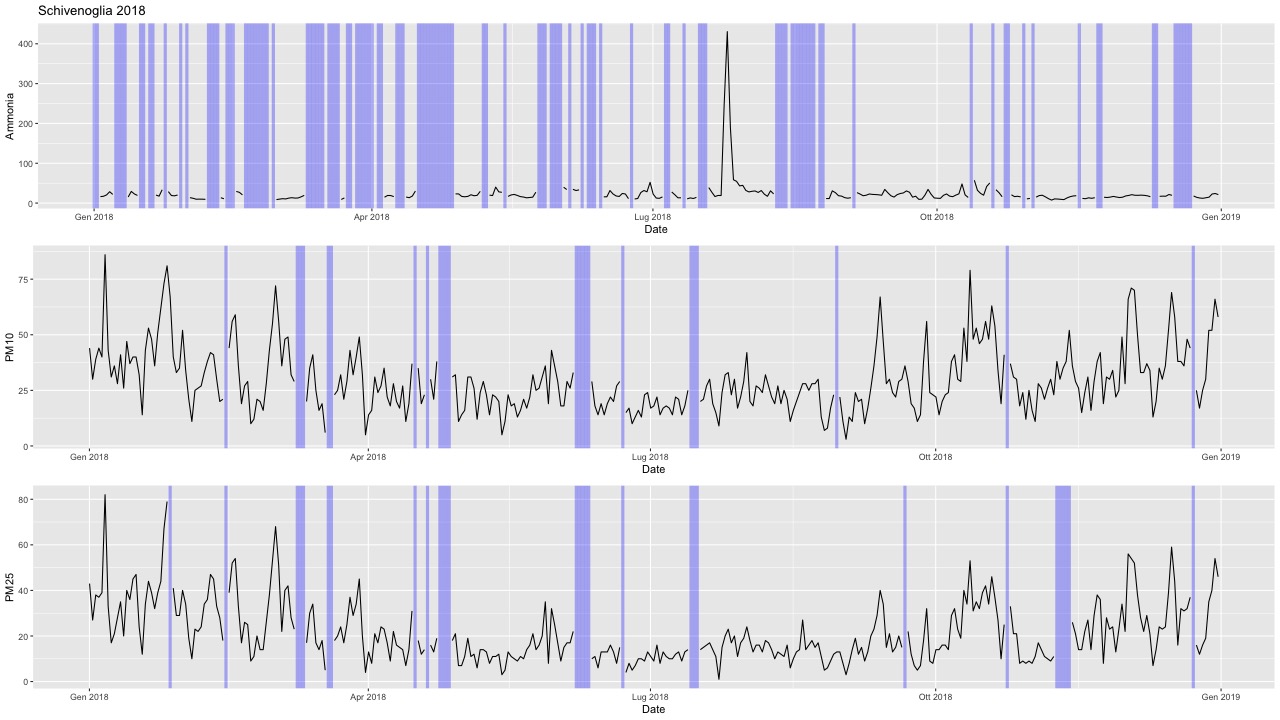 Schivenoglia 2018
Ammonia
400
300
200
100
0
Gen 2018 Apr 2018 Lug 2018 Ott 2018 Gen 2019
Date
PM10
75
50
25
0
Gen 2018 Apr 2018 Lug 2018 Ott 2018 Gen 2019
Date
PM25
80
60
40
20
0
Gen 2018 Apr 2018 Lug 2018 Ott 2018 Gen 2019
Date